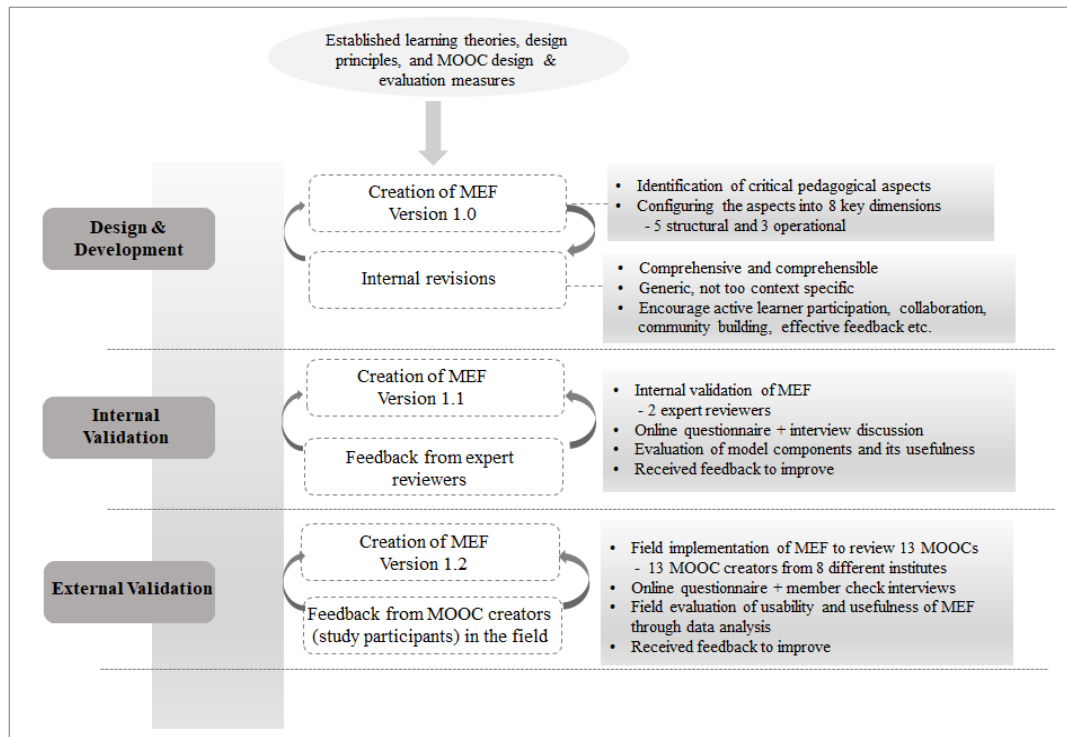 Established learning theories, design
principles, and MOOC design &
evaluation measures
Design &
Development
Creation of MEF
Version 1.0
Internal revisions
• Identification of critical pedagogical aspects
• Configuring the aspects into 8 key dimensions
- 5 structural and 3 operational
• Comprehensive and comprehensible
• Generic, not too context specific
• Encourage active learner participation, collaboration,
community building, effective feedback etc.
Internal
Validation
Creation of MEF
Version 1.1
Feedback from expert
reviewers
• Internal validation of MEF
- 2 expert reviewers
• Online questionnaire + interview discussion
• Evaluation of model components and its usefulness
• Received feedback to improve
External Validation
Creation of MEF
Version 1.2
Feedback from MOOC creators
(study participants) in the field
• Field implementation of MEF to review 13 MOOCs
- 13 MOOC creators from 8 different institutes
• Online questionnaire + member check interviews
• Field evaluation of usability and usefulness of MEF
through data analysis
• Received feedback to improve